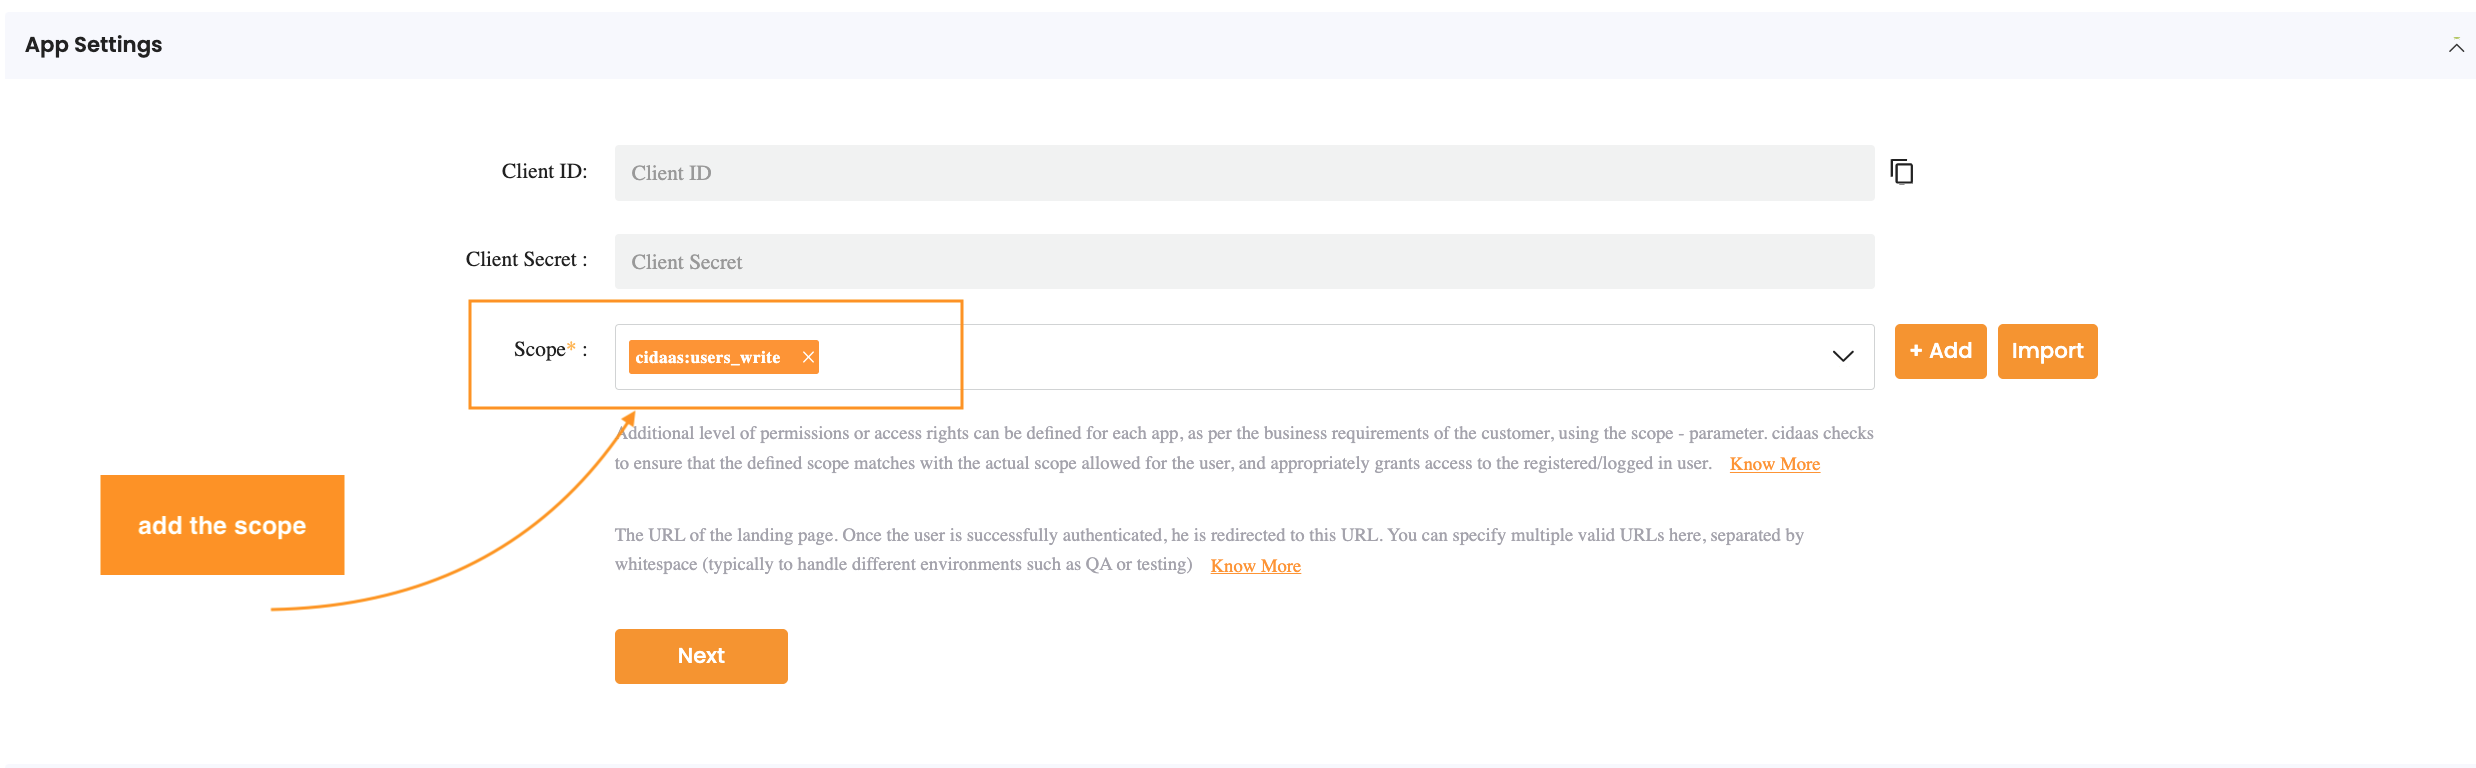 App Settings
Client ID:
Client ID
Client Secret :
Client Secret
Scope* :
cidaas:users_write
+ Add
Import
Additional level of permissions or access rights can be defined for each app, as per the business requirements of the customer, using the scope - parameter. cidaas checks
to ensure that the defined scope matches with the actual scope allowed for the user, and appropriately grants access to the registered/logged in user. Know More
add the scope
The URL of the landing page. Once the user is successfully authenticated, he is redirected to this URL. You can specify multiple valid URLs here, separated by
whitespace (typically to handle different environments such as QA or testing) Know More
Next